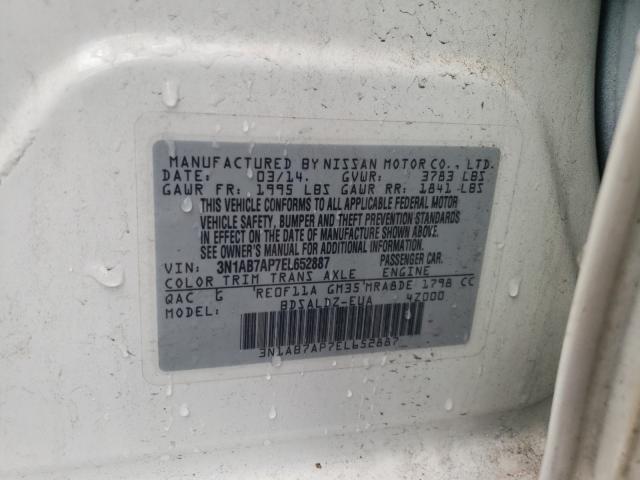 MANUFACTURED BY NISSAN MOTOR CO., LTD.
DATE: 03/14. GVWR: 3783 LBS
GAWR FR: 1995 LBS GAWR RR: 1841 LBS
THIS VEHICLE CONFORMS TO ALL APPLICABLE FEDERAL MOTOR
VEHICLE SAFETY, BUMPER AND THEFT PREVENTION STANDARDS
IN EFFECT ON THE DATE OF MANUFACTURE SHOWN ABOVE.
SEE OWNER'S MANUAL FOR ADDITIONAL INFORMATION.
VIN: 3N1AB7AP7EL652887 PASSENGER CAR.
COLOR TRIM TRANS AXLE ENGINE
QAC G RE0F11A GM35 MRA8DE 1798 CC
MODEL: BDSALDZ-EUA 4Z000
3N1AB7AP7EL652887